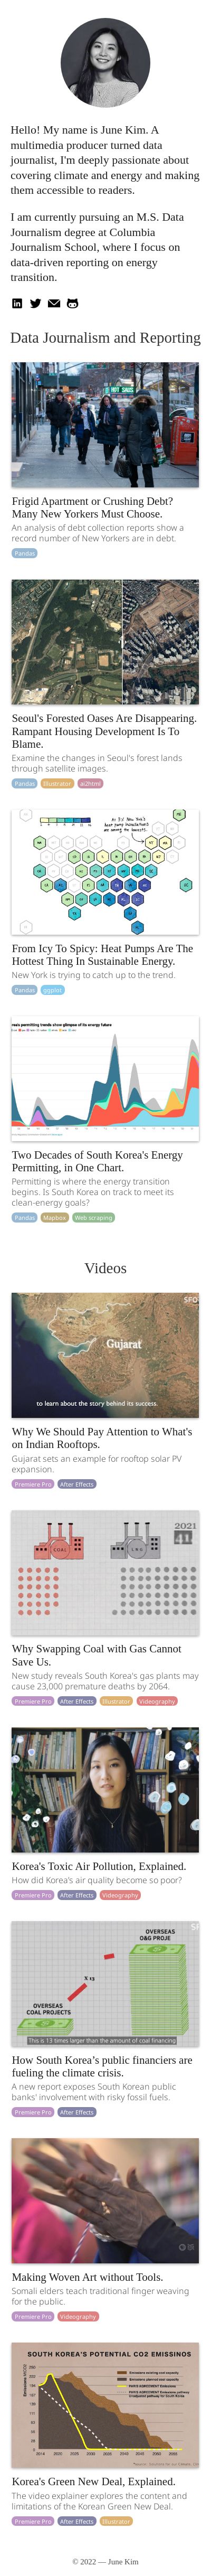 Hello! My name is June Kim. A
multimedia producer turned data
journalist, I'm deeply passionate about
covering climate and energy and making
them accessible to readers.
I am currently pursuing an M.S. Data
Journalism degree at Columbia
Journalism School, where I focus on
data-driven reporting on energy
transition.
Data Journalism and Reporting
Frigid Apartment or Crushing Debt?
Many New Yorkers Must Choose.
An analysis of debt collection reports show a
record number of New Yorkers are in debt.
Pandas
Seoul's Forested Oases Are Disappearing.
Rampant Housing Development Is To
Blame.
Examine the changes in Seoul's forest lands
through satellite images.
Pandas Illustrator ai2html
From Icy To Spicy: Heat Pumps Are The
Hottest Thing In Sustainable Energy.
New York is trying to catch up to the trend.
Pandas ggplot
Two Decades of South Korea's Energy
Permitting, in One Chart.
Permitting is where the energy transition
begins. Is South Korea on track to meet its
clean-energy goals?
Pandas Mapbox Web scraping
Videos
SFO
Gujarat
to learn about the story behind its success.
Why We Should Pay Attention to What's
on Indian Rooftops.
Gujarat sets an example for rooftop solar PV
expansion.
Premiere Pro After Effects
2021
COAL
Why Swapping Coal with Gas Cannot
Save Us.
New study reveals South Korea's gas plants may
cause 23,000 premature deaths by 2064.
Premiere Pro After Effects Illustrator Videography
Korea's Toxic Air Pollution, Explained.
How did Korea's air quality become so poor?
Premiere Pro After Effects Videography
OVERSEAS
O&G PROJE
X 13
OVERSEAS
COAL PROJECTS
This is 13 times larger than the amount of coal financing
How South Korea’s public financiers are
fueling the climate crisis.
A new report exposes South Korean public
banks' involvement with risky fossil fuels.
Premiere Pro After Effects
Making Woven Art without Tools.
Somali elders teach traditional finger weaving
for the public.
Premiere Pro Videography
SOUTH KOREA'S POTENTIAL CO2 EMISSINOS
Korea's Green New Deal, Explained.
The video explainer explores the content and
limitations of the Korean Green New Deal.
Premiere Pro After Effects Illustrator
© 2022 — June Kim